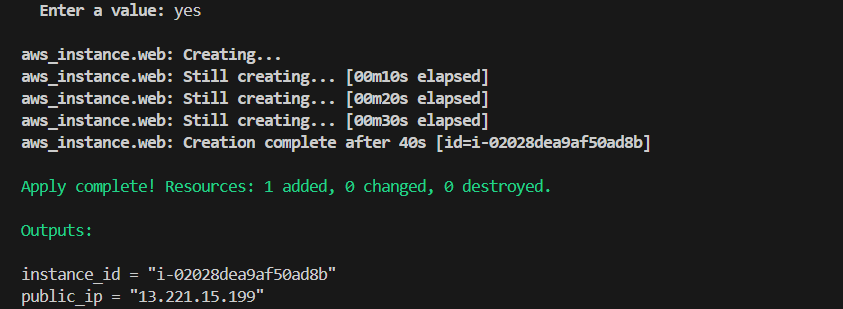 Enter a value: yes
aws_instance.web: Creating...
aws_instance.web: Still creating... [00m10s elapsed]
aws_instance.web: Still creating... [00m20s elapsed]
aws_instance.web: Still creating... [00m30s elapsed]
aws_instance.web: Creation complete after 40s [id=i-02028dea9af50ad8b]
Apply complete! Resources: 1 added, 0 changed, 0 destroyed.
Outputs:
instance_id = "i-02028dea9af50ad8b"
public_ip = "13.221.15.199"